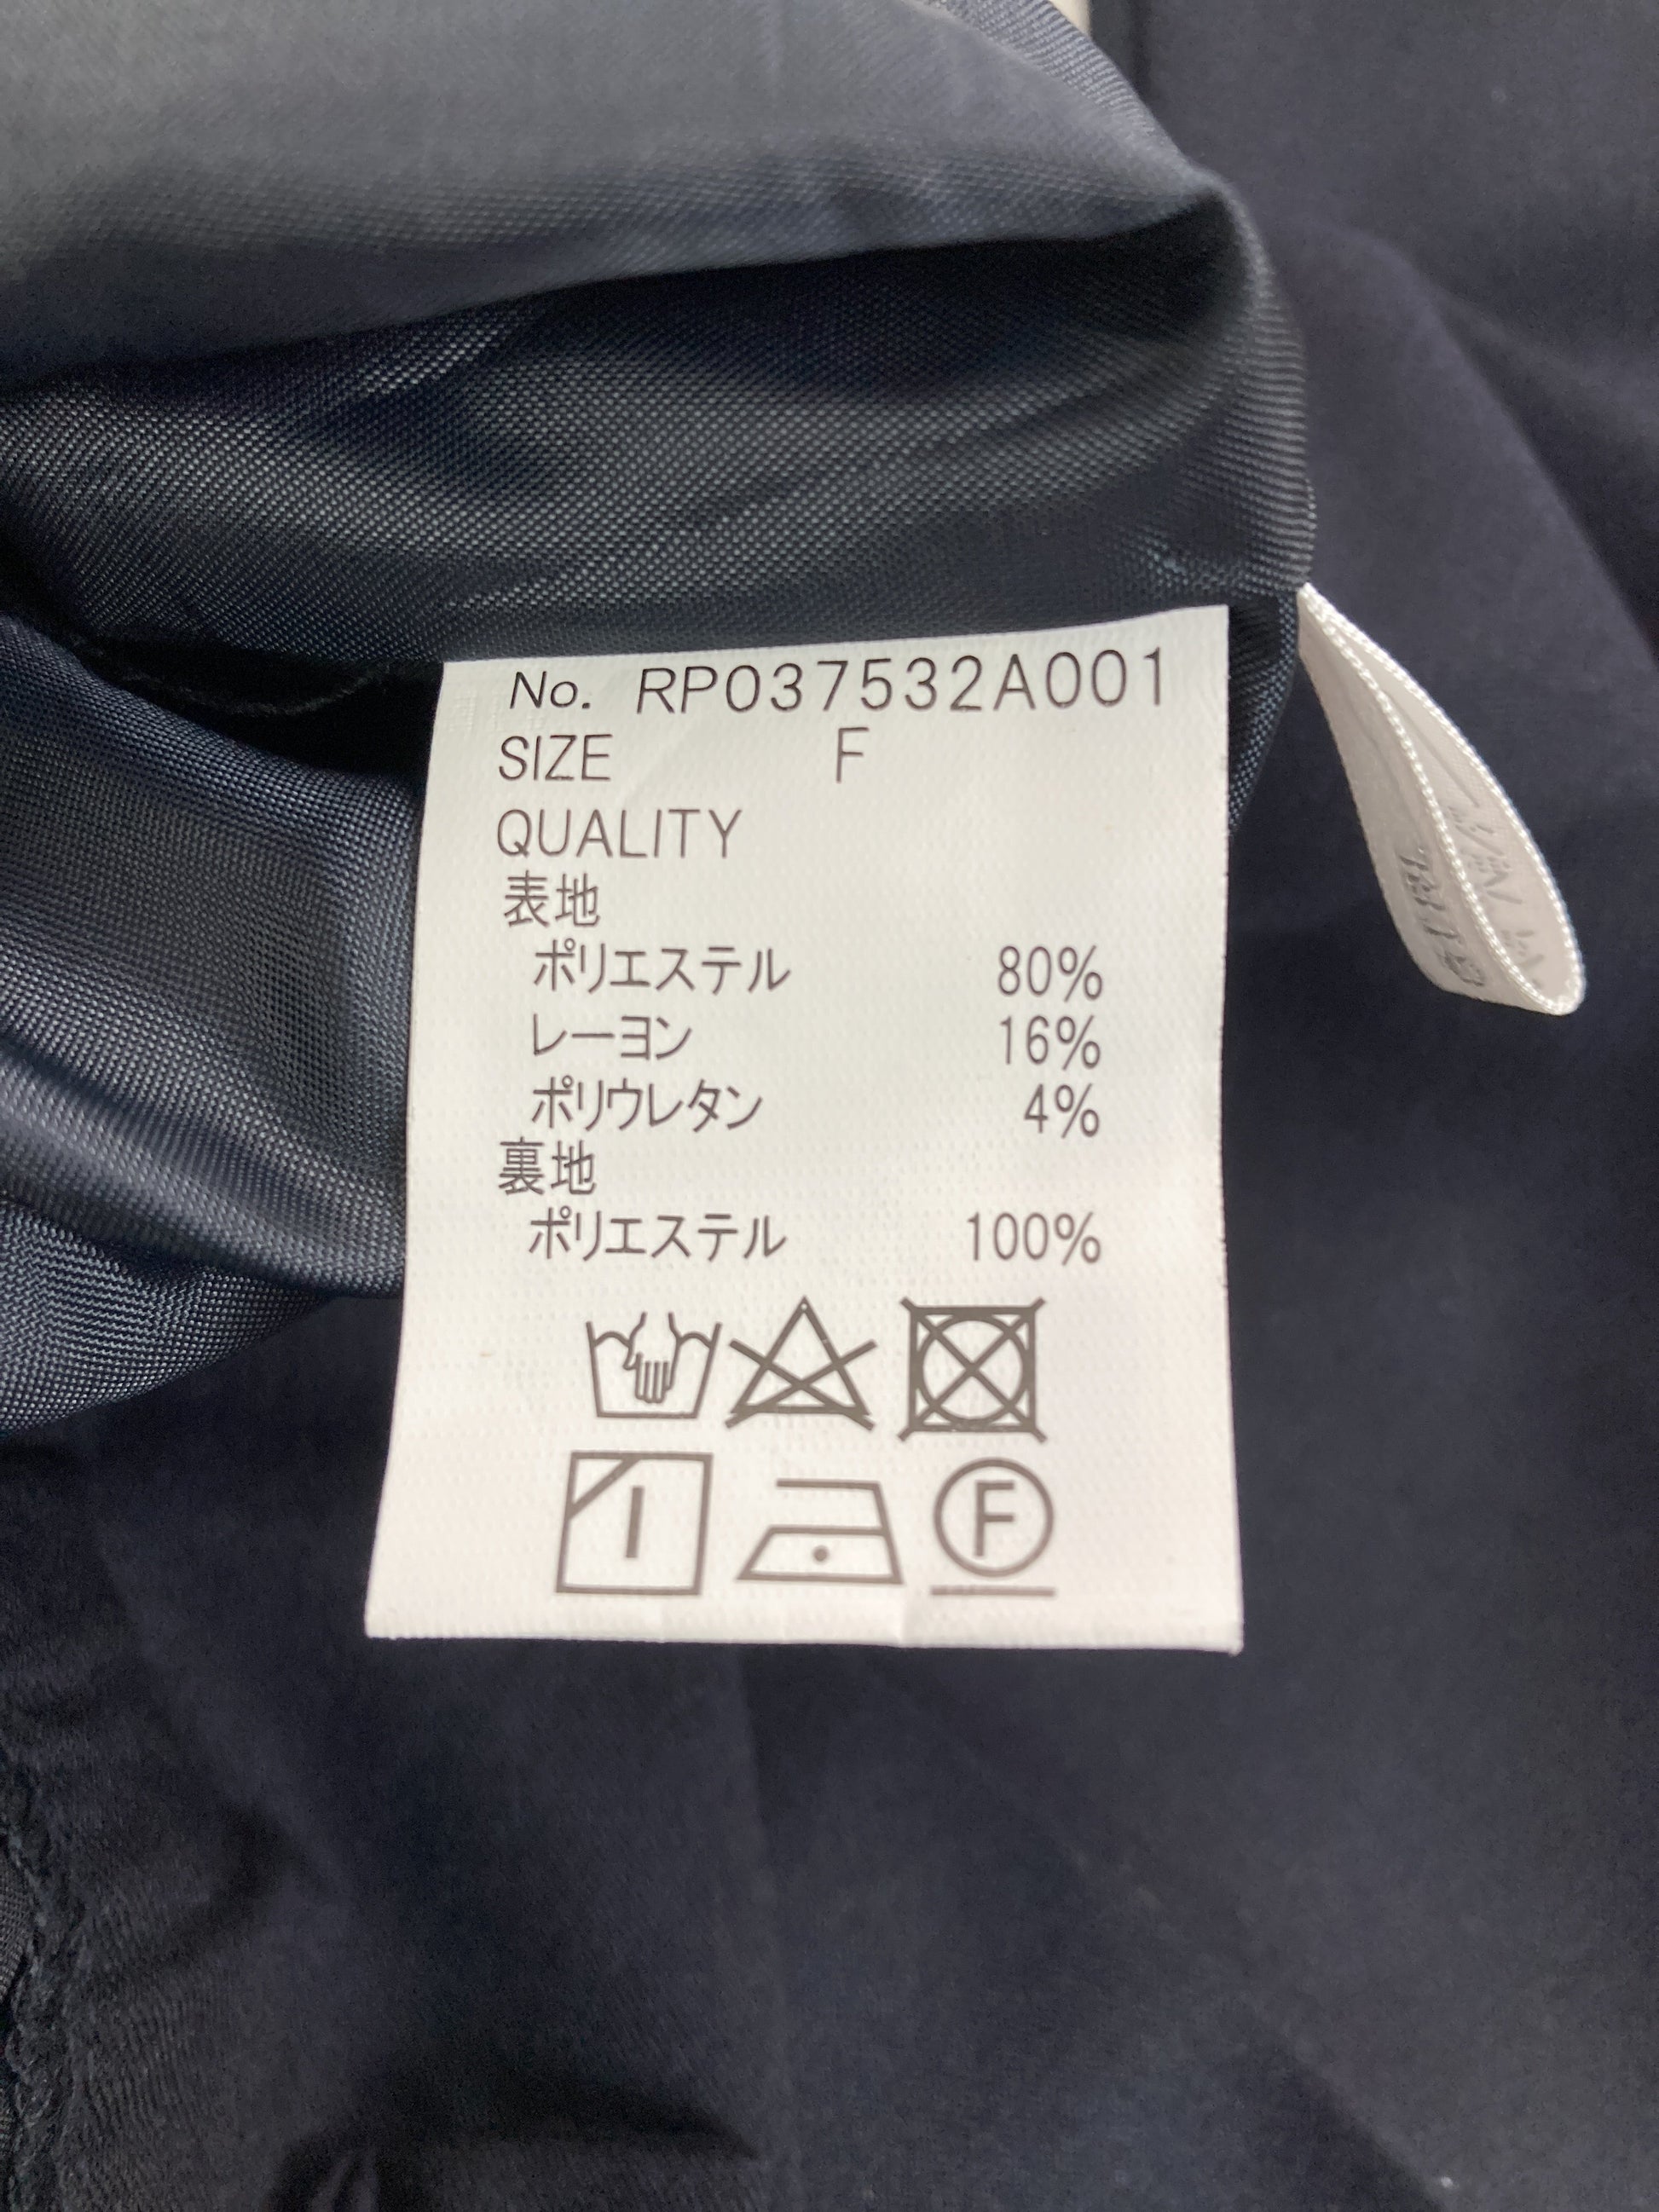 No. RP037532A001
SIZE F
QUALITY
表地
ポリエステル 80%
レーヨン 16%
ポリウレタン 4%
裏地
ポリエステル 100%
F